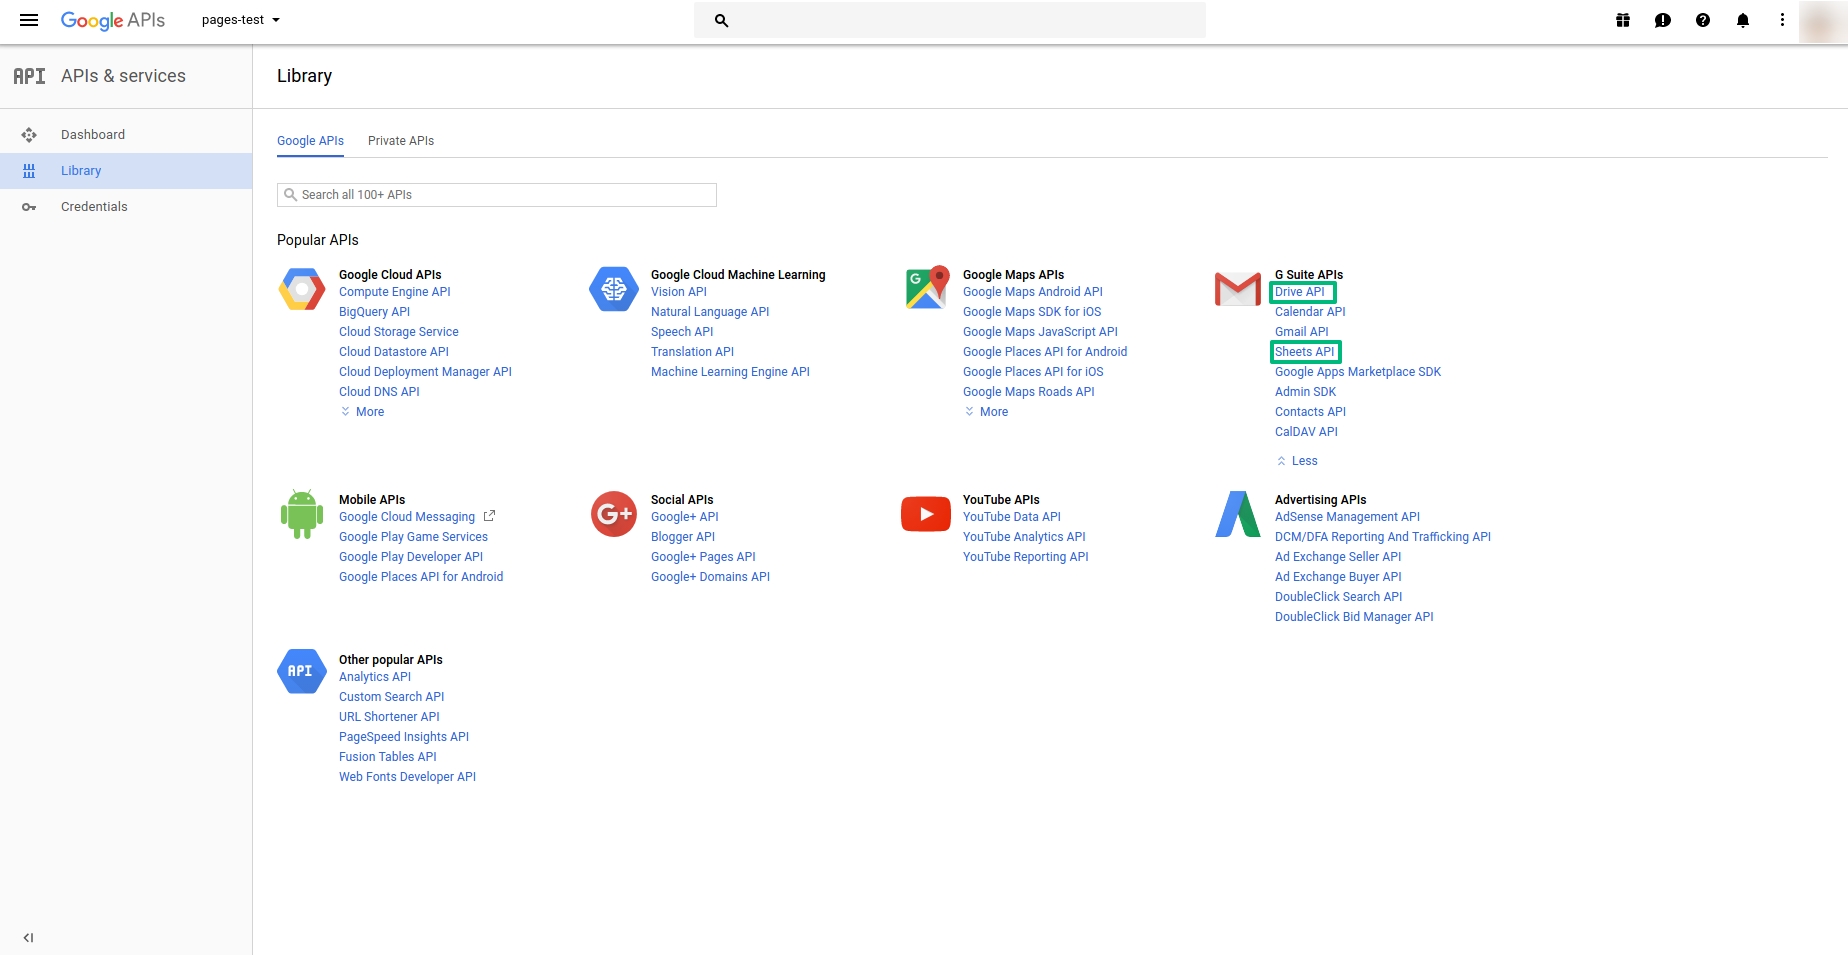 Google APIs
pages-test
API APIs & services
Library
Dashboard
Library
Credentials
Google APIs
Private APIs
Search all 100+ APIs
Popular APIs
Google Cloud APIs
Compute Engine API
BigQuery API
Cloud Storage Service
Cloud Datastore API
Cloud Deployment Manager API
Cloud DNS API
More
Google Cloud Machine Learning
Vision API
Natural Language API
Speech API
Translation API
Machine Learning Engine API
G
Google Maps APIs
Google Maps Android API
Google Maps SDK for iOS
Google Maps JavaScript API
Google Places API for Android
Google Places API for iOS
Google Maps Roads API
More
G Suite APIs
Drive API
Calendar API
Gmail API
Sheets API
Google Apps Marketplace SDK
Admin SDK
Contacts API
CalDAV API
Less
Mobile APIs
Google Cloud Messaging
Google Play Game Services
Google Play Developer API
Google Places API for Android
G+
Social APIs
Google+ API
Blogger API
Google+ Pages API
Google+ Domains API
YouTube APIs
YouTube Data API
YouTube Analytics API
YouTube Reporting API
Advertising APIs
AdSense Management API
DCM/DFA Reporting And Trafficking API
Ad Exchange Seller API
Ad Exchange Buyer API
DoubleClick Search API
DoubleClick Bid Manager API
API
Other popular APIs
Analytics API
Custom Search API
URL Shortener API
PageSpeed Insights API
Fusion Tables API
Web Fonts Developer API